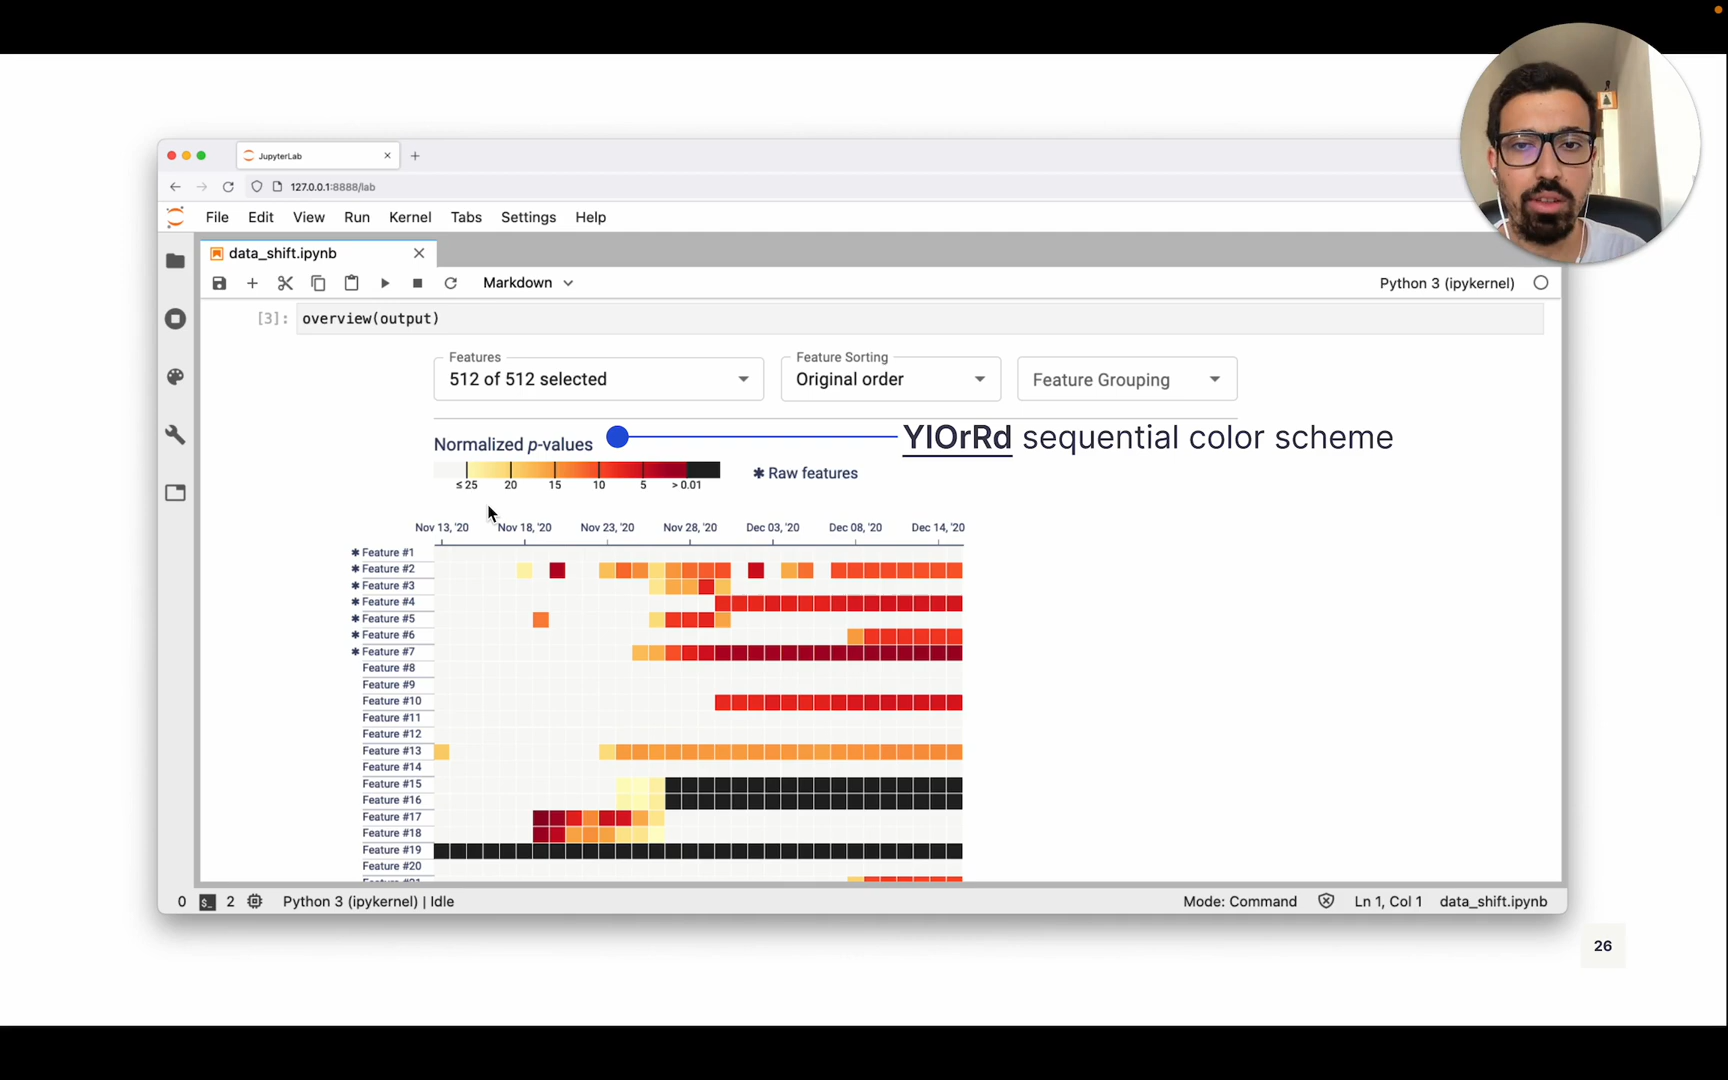 JupyterLab
127.0.0.1:8888/lab
File Edit View Run Kernel Tabs Settings Help
data_shift.ipynb
Markdown
Python 3 (ipykernel)
[3]: overview(output)
Features
512 of 512 selected
Feature Sorting
Original order
Feature Grouping
Normalized p-values
YlOrRd sequential color scheme
≤ 25 20 15 10 5 > 0.01
✱ Raw features
Nov 13, '20 Nov 18, '20 Nov 23, '20 Nov 28, '20 Dec 03, '20 Dec 08, '20 Dec 14, '20
✱ Feature #1
✱ Feature #2
✱ Feature #3
✱ Feature #4
✱ Feature #5
✱ Feature #6
✱ Feature #7
Feature #8
Feature #9
Feature #10
Feature #11
Feature #12
Feature #13
Feature #14
Feature #15
Feature #16
Feature #17
Feature #18
Feature #19
Feature #20
0 $_ 2 Python 3 (ipykernel) | Idle
Mode: Command Ln 1, Col 1 data_shift.ipynb
26